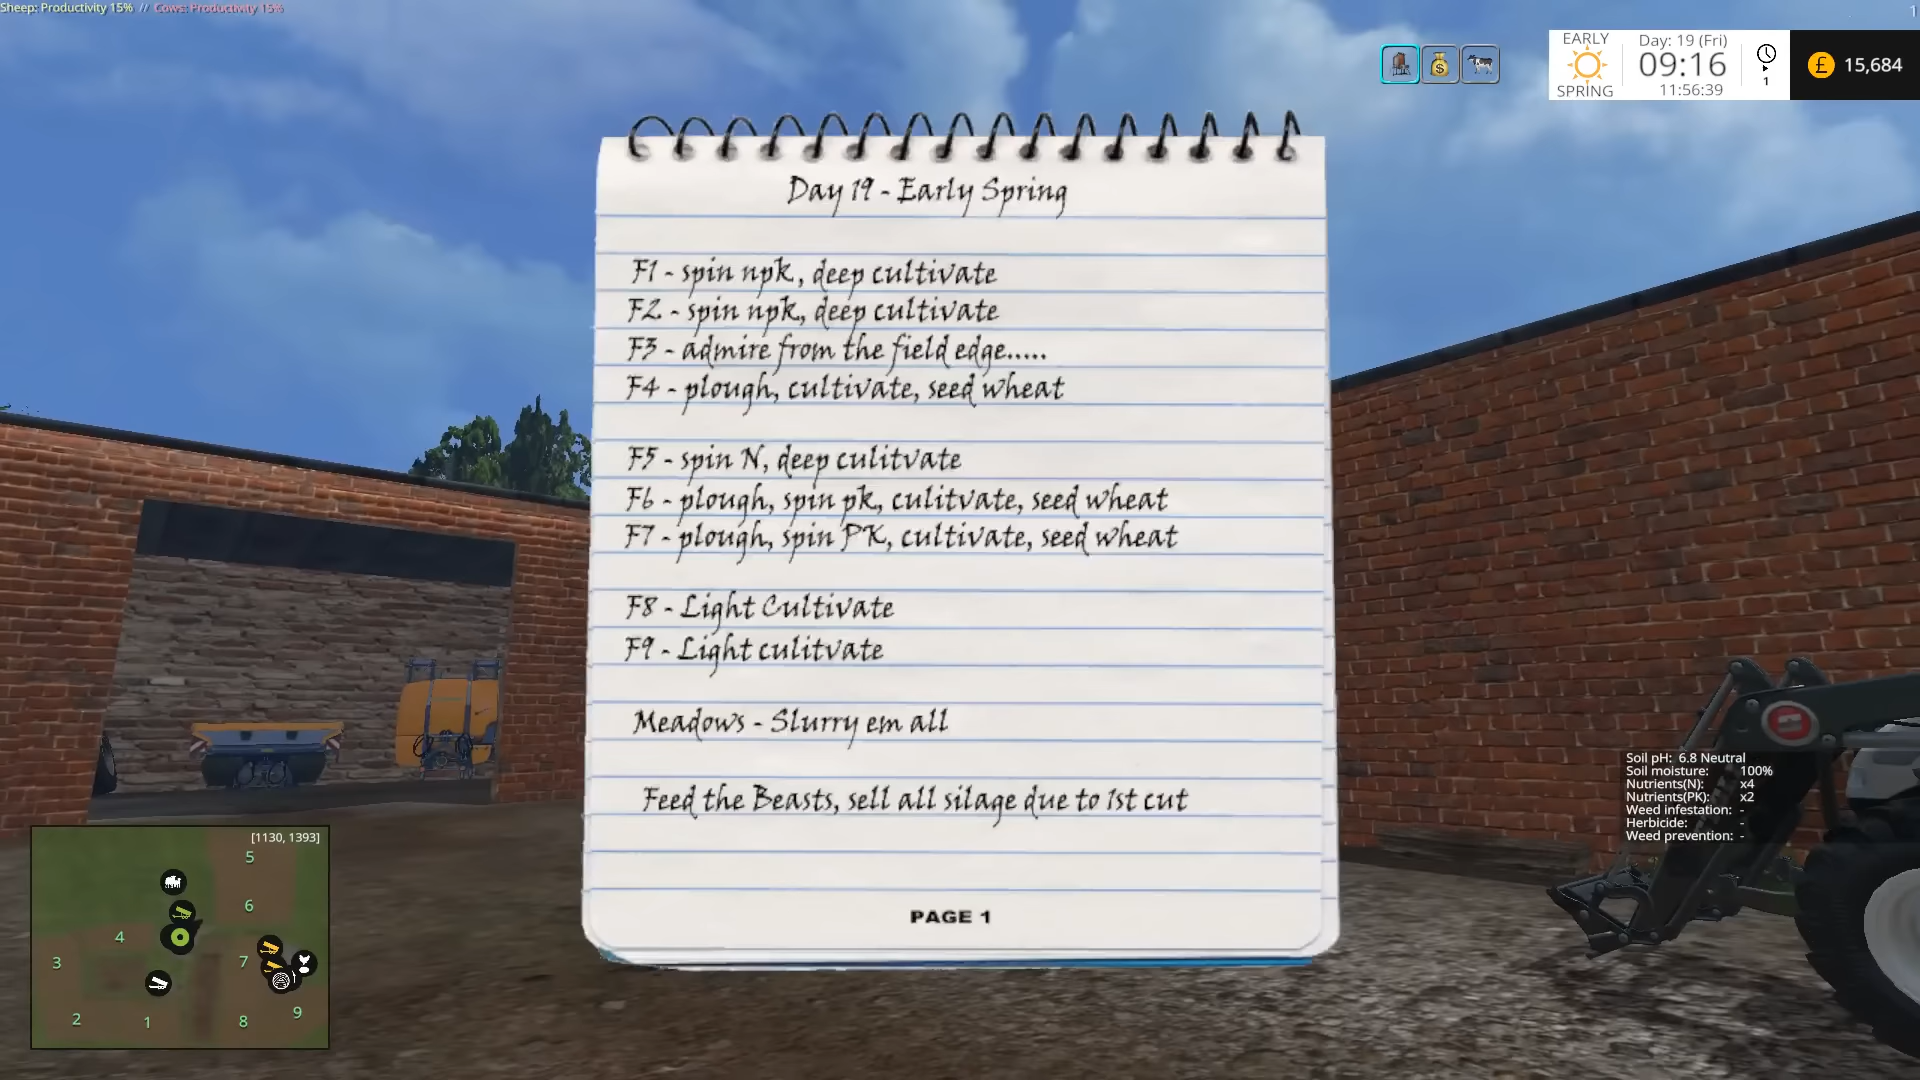 Sheep: Productivity 15% // Cows: Productivity 15%
1
EARLY
SPRING
Day: 19 (Fri)
09:16
11:56:39
1
£ 15,684
Day 19 - Early Spring
F1 - spin npk, deep cultivate
F2 - spin npk, deep cultivate
F3 - admire from the field edge.....
F4 - plough, cultivate, seed wheat
F5 - spin N, deep culitvate
F6 - plough, spin pk, culitvate, seed wheat
F7 - plough, spin PK, cultivate, seed wheat
F8 - Light Cultivate
F9 - Light culitvate
Meadows - Slurry em all
Feed the Beasts, sell all silage due to 1st cut
PAGE 1
Soil pH: 6.8 Neutral
Soil moisture: 100%
Nutrients(N): x4
Nutrients(PK): x2
Weed infestation: -
Herbicide: -
Weed prevention: -
[1130, 1393]
5
6
4
3
7
9
2
1
8